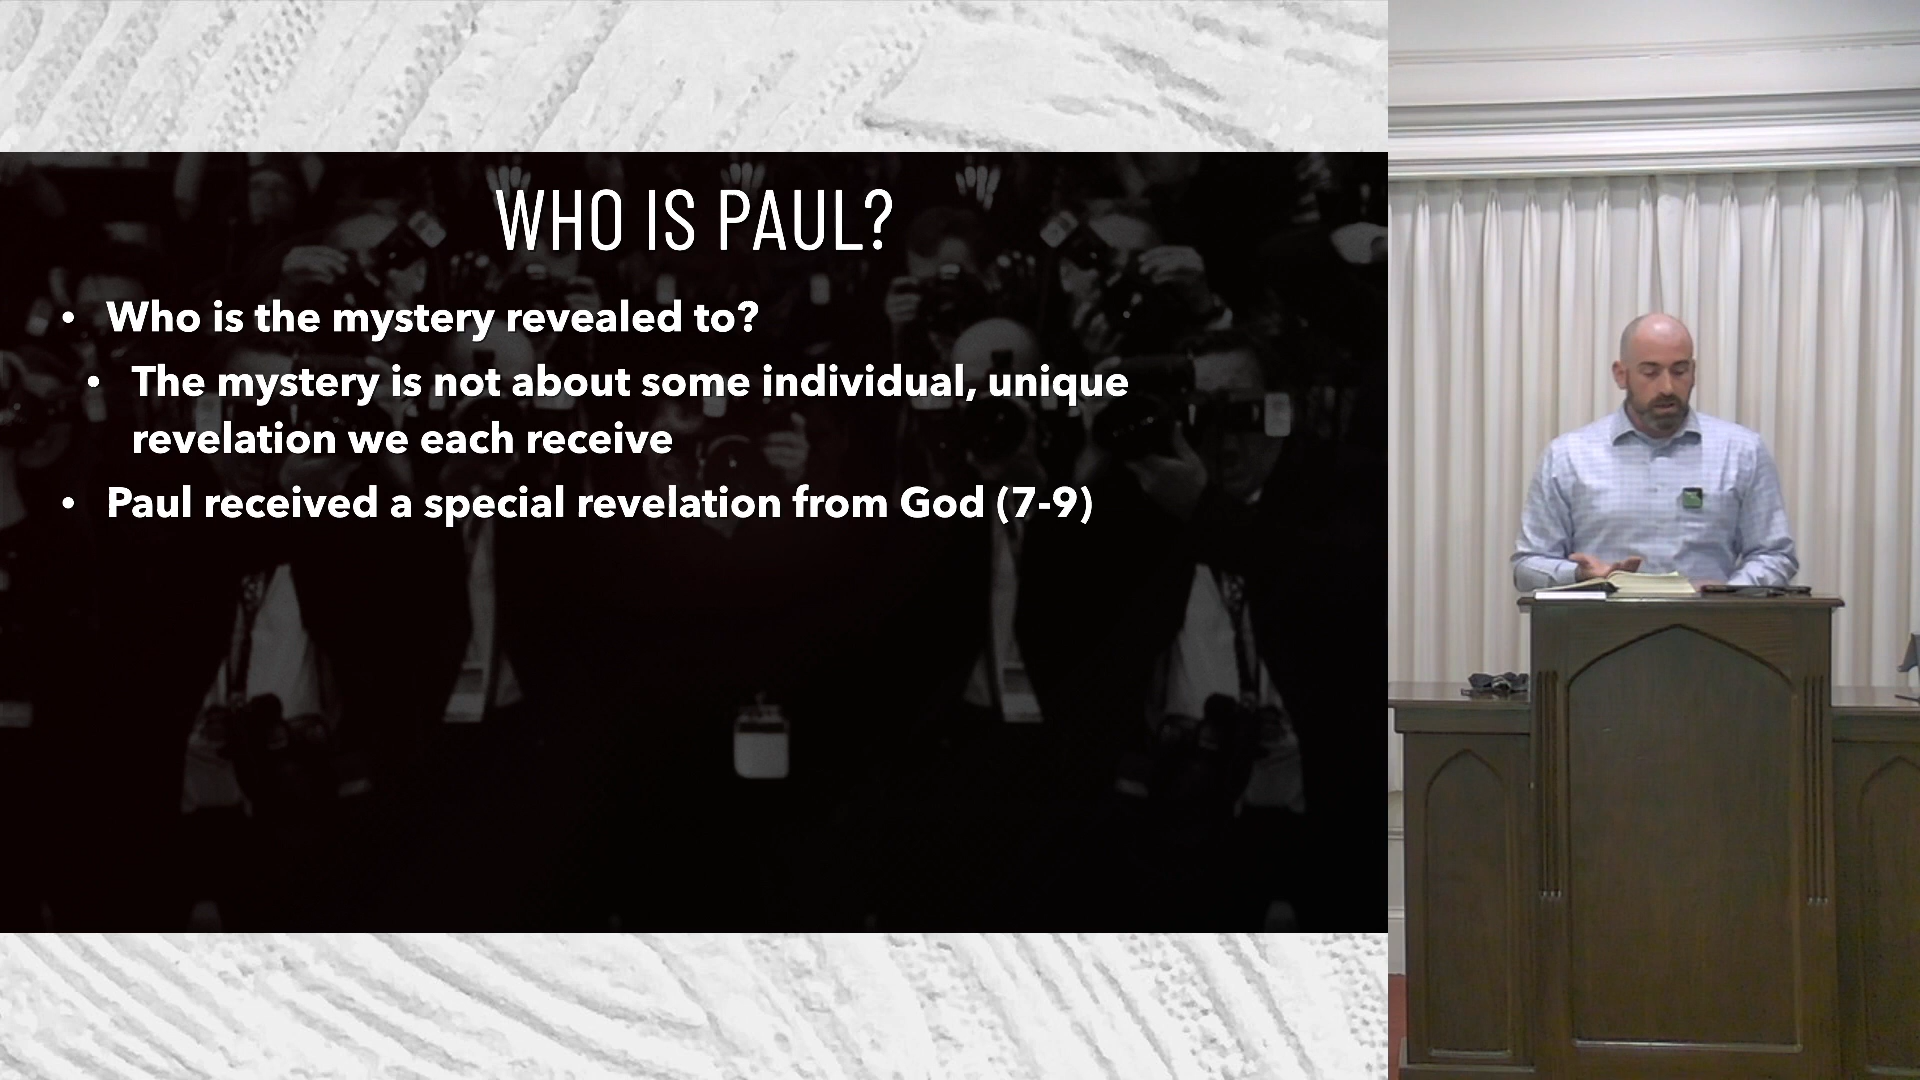 WHO IS PAUL?
• Who is the mystery revealed to?
• The mystery is not about some individual, unique
revelation we each receive
• Paul received a special revelation from God (7-9)